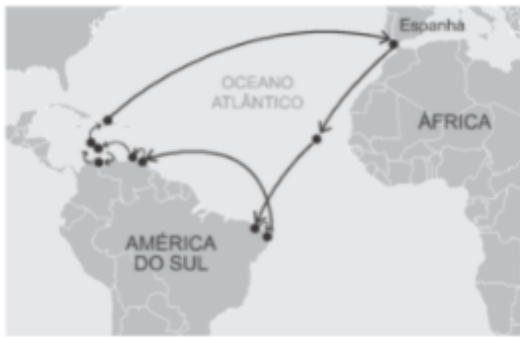 Espanha
OCEANO
ATLÂNTICO
ÁFRICA
AMÉRICA
DO SUL